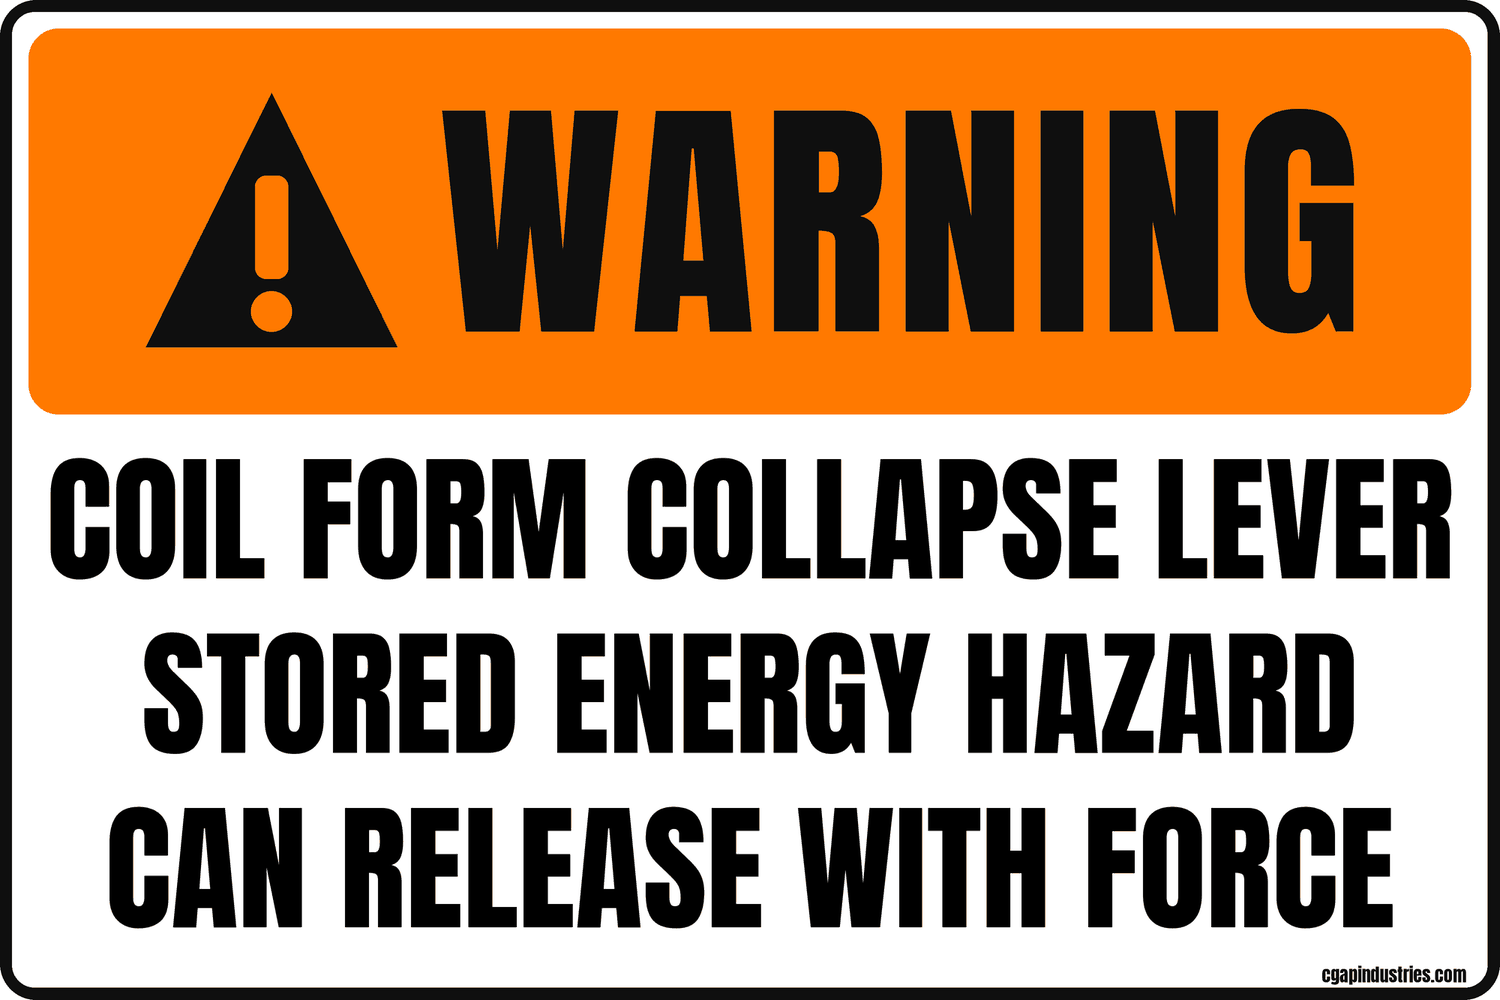 WARNING
COIL FORM COLLAPSE LEVER
STORED ENERGY HAZARD
CAN RELEASE WITH FORCE
cgapindustries.com